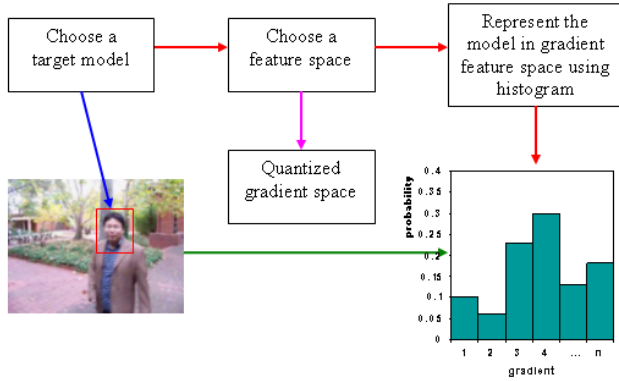 Choose a
target model
Choose a
feature space
Represent the
model in gradient
feature space using
histogram
Quantized
gradient space
probability
0.4
0.35
0.3
0.25
0.2
0.15
0.1
0.05
0
1 2 3 4 ... n
gradient